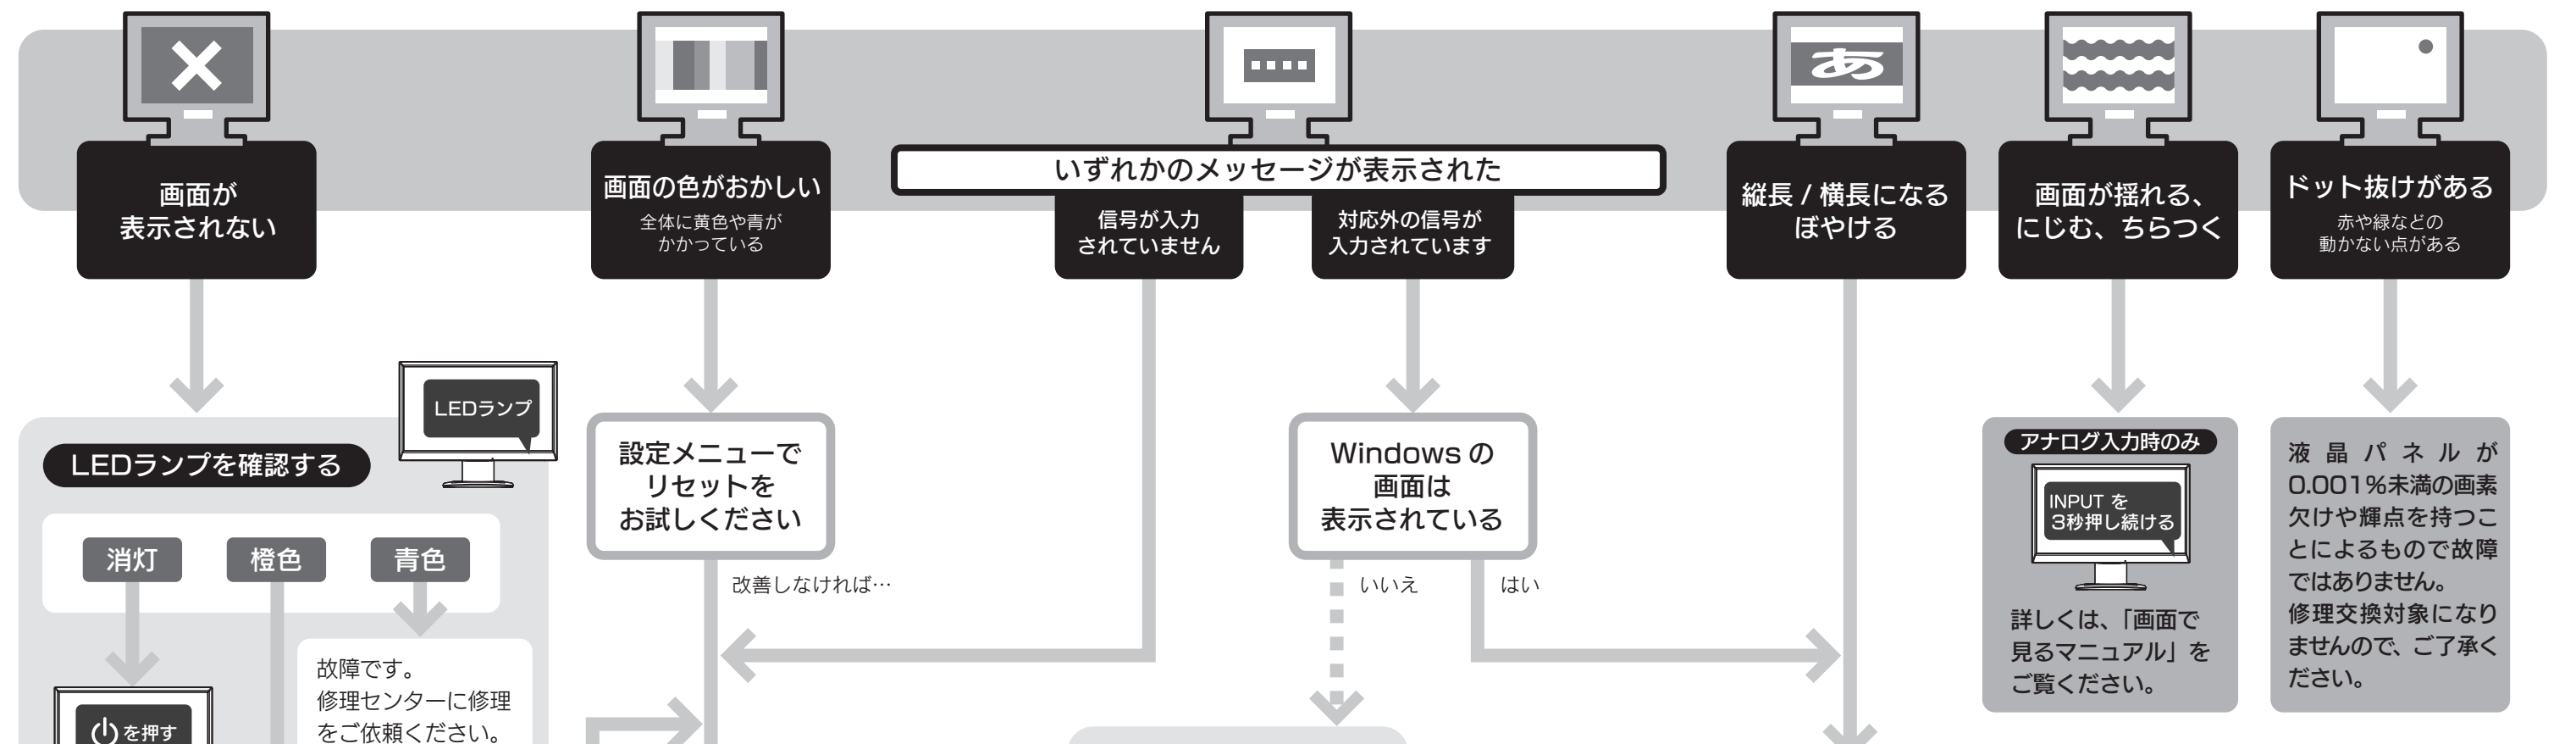 あ
画面が
表示されない
画面の色がおかしい
全体に黄色や青が
かかっている
いずれかのメッセージが表示された
信号が入力
されていません
対応外の信号が
入力されています
縦長 / 横長になる
ぼやける
画面が揺れる、
にじむ、ちらつく
ドット抜けがある
赤や緑などの
動かない点がある
LEDランプ
LEDランプを確認する
消灯
橙色
青色
故障です。
修理センターに修理
をご依頼ください。
を押す
設定メニューで
リセットを
お試しください
改善しなければ…
Windows の
画面は
表示されている
いいえ
はい
アナログ入力時のみ
INPUT を
3秒押し続ける
詳しくは、「画面で
見るマニュアル」を
ご覧ください。
液晶パネルが
0.001%未満の画素
欠けや輝点を持つこ
とによるもので故障
ではありません。
修理交換対象になり
ませんので、ご了承く
ださい。